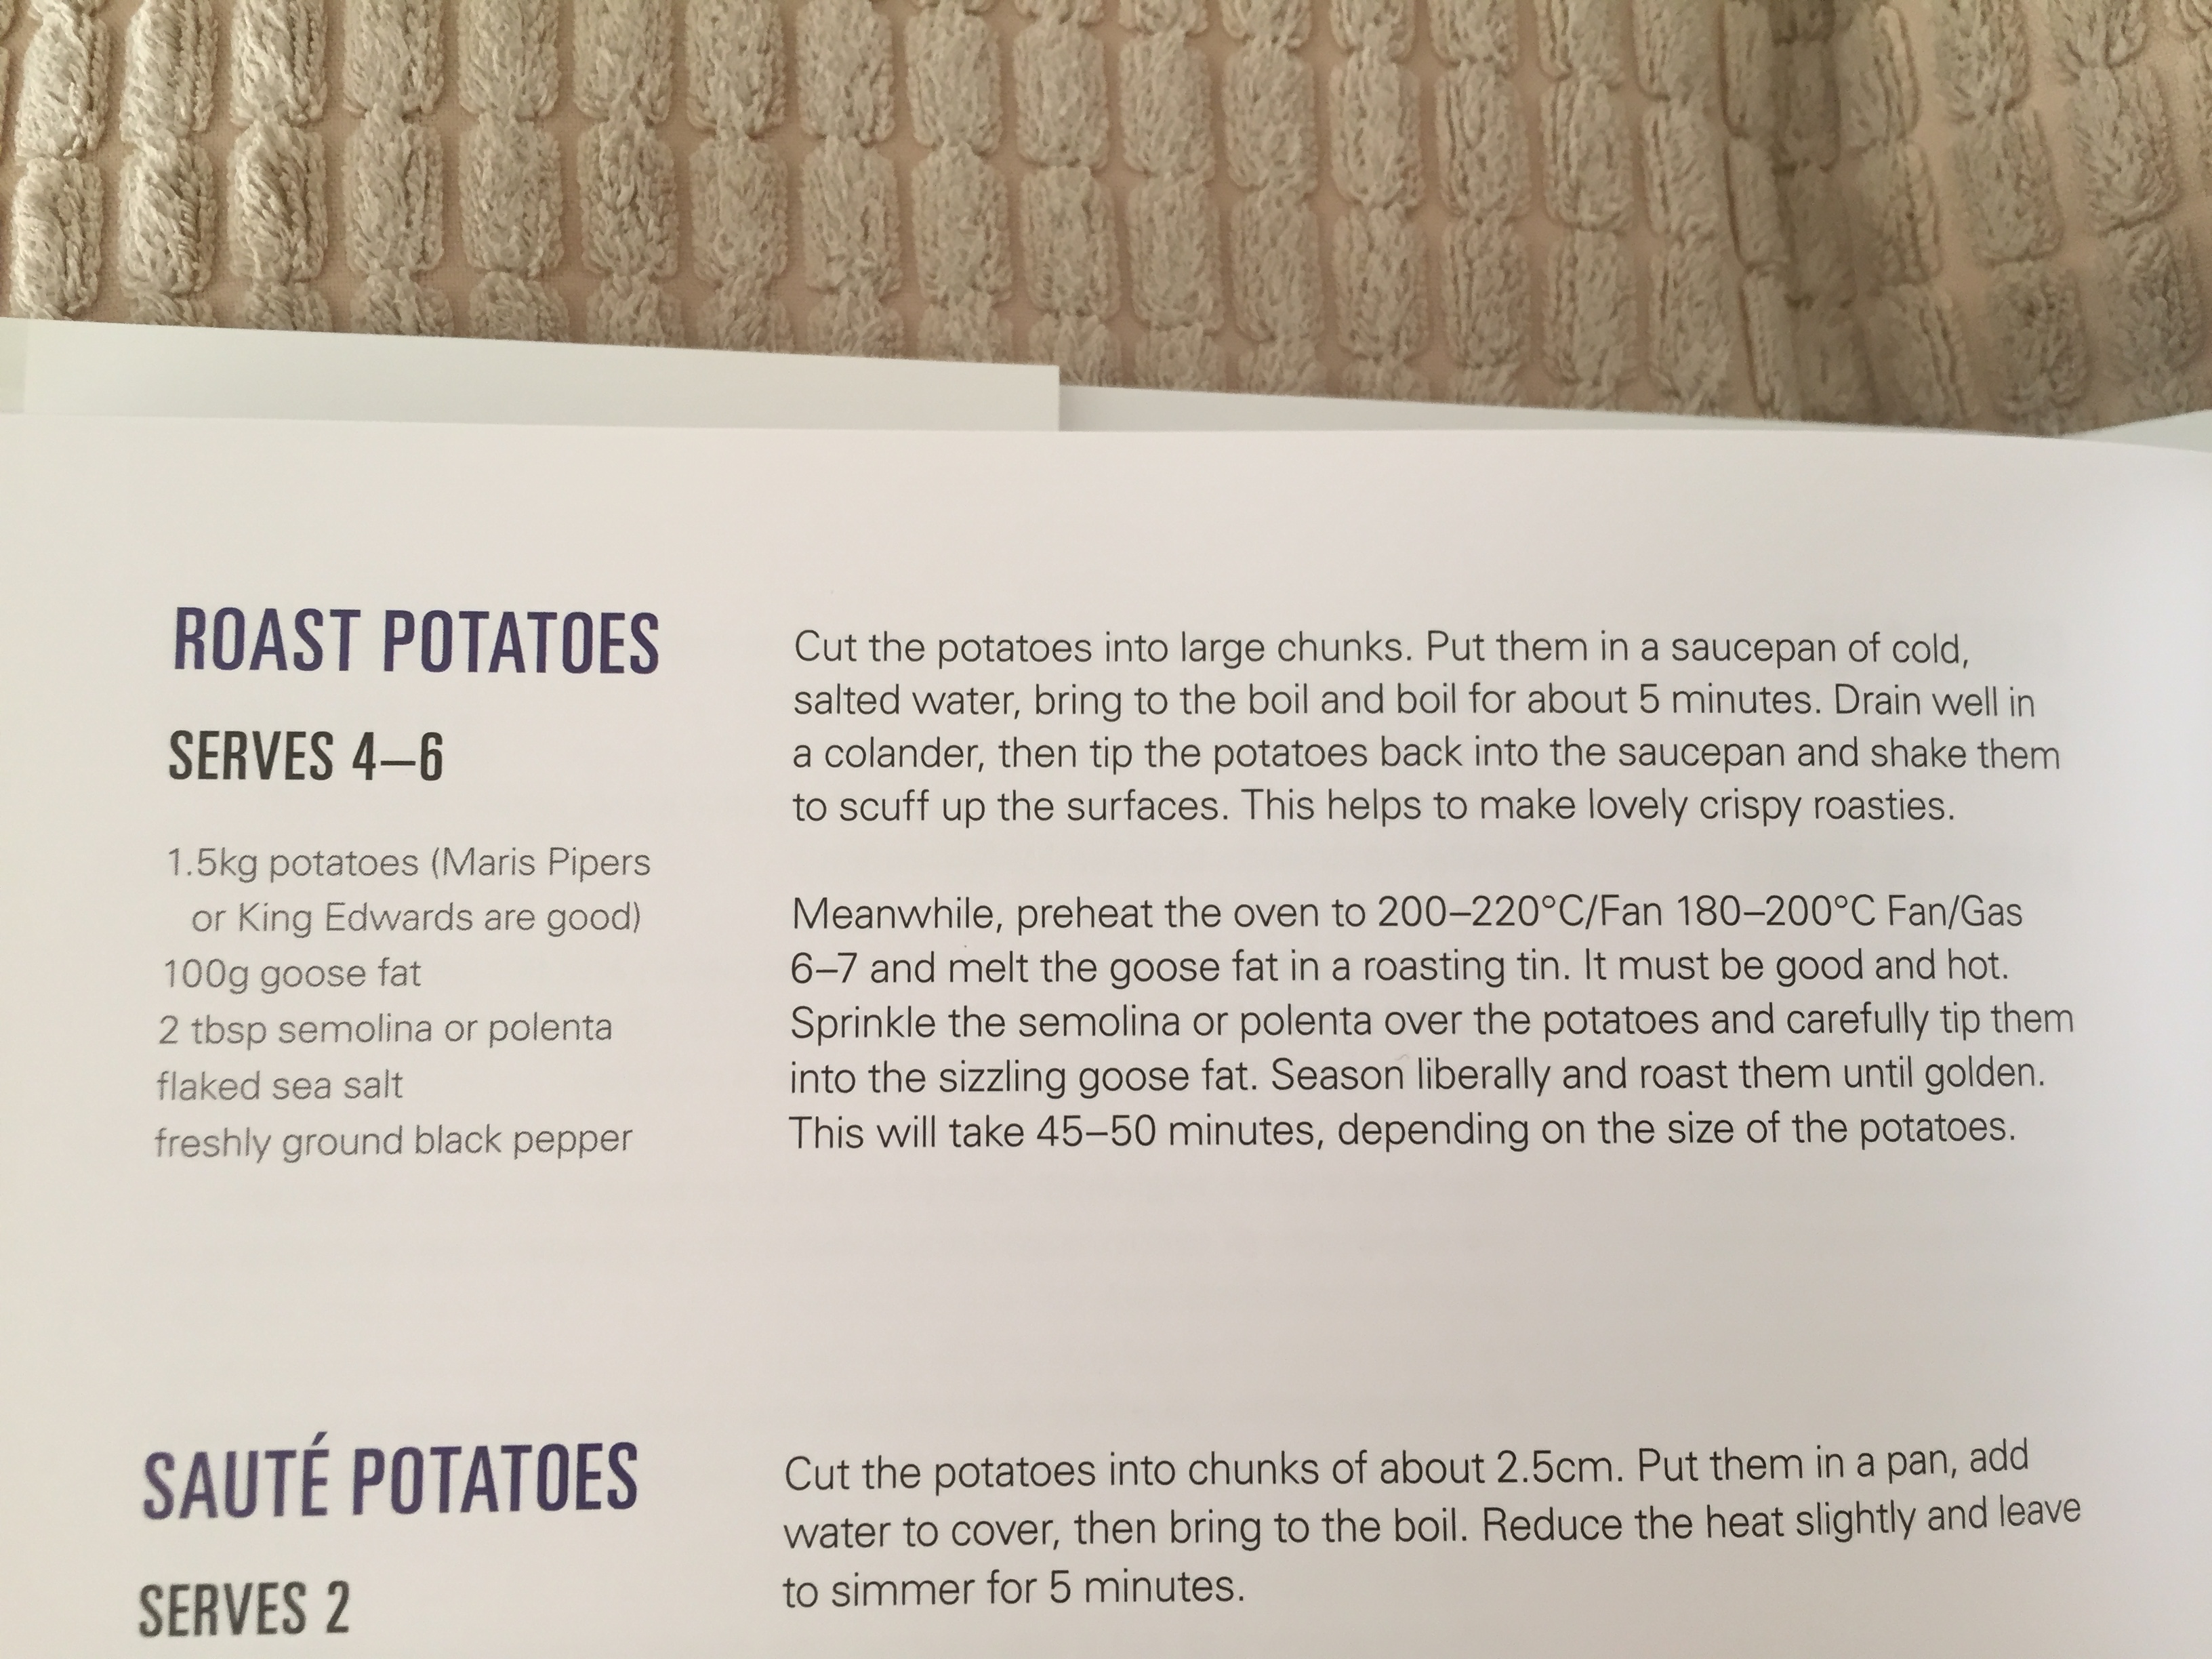 ROAST POTATOES
SERVES 4–6
1.5kg potatoes (Maris Pipers
or King Edwards are good)
100g goose fat
2 tbsp semolina or polenta
flaked sea salt
freshly ground black pepper
Cut the potatoes into large chunks. Put them in a saucepan of cold,
salted water, bring to the boil and boil for about 5 minutes. Drain well in
a colander, then tip the potatoes back into the saucepan and shake them
to scuff up the surfaces. This helps to make lovely crispy roasties.
Meanwhile, preheat the oven to 200–220°C/Fan 180–200°C Fan/Gas
6–7 and melt the goose fat in a roasting tin. It must be good and hot.
Sprinkle the semolina or polenta over the potatoes and carefully tip them
into the sizzling goose fat. Season liberally and roast them until golden.
This will take 45–50 minutes, depending on the size of the potatoes.
SAUTÉ POTATOES
SERVES 2
Cut the potatoes into chunks of about 2.5cm. Put them in a pan, add
water to cover, then bring to the boil. Reduce the heat slightly and leave
to simmer for 5 minutes.